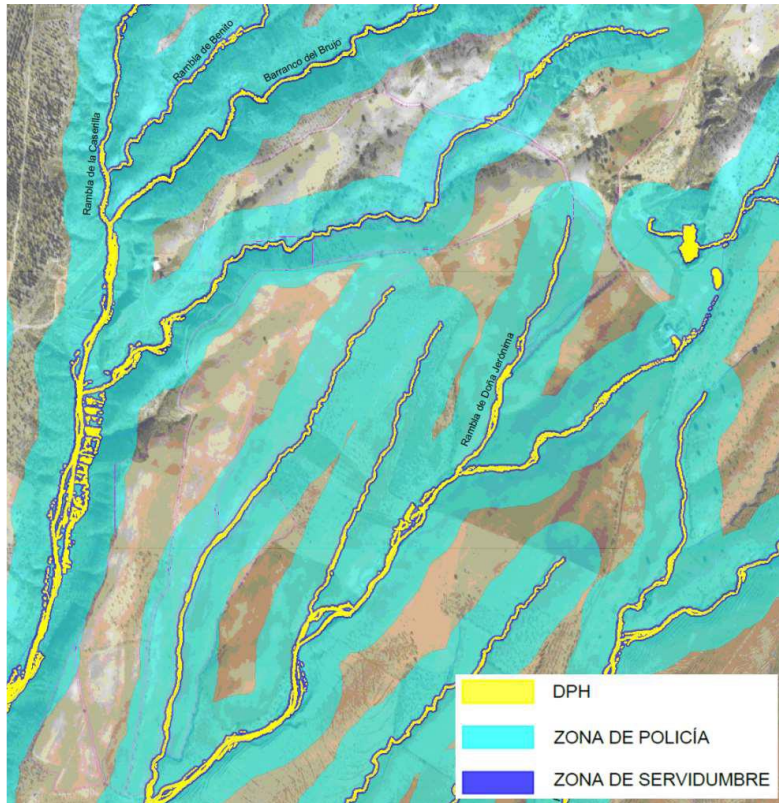 Rambla de Benito
Barranco del Brujo
Rambla de la Caserilla
Rambla de Doña Jerónima
DPH
ZONA DE POLICÍA
ZONA DE SERVIDUMBRE